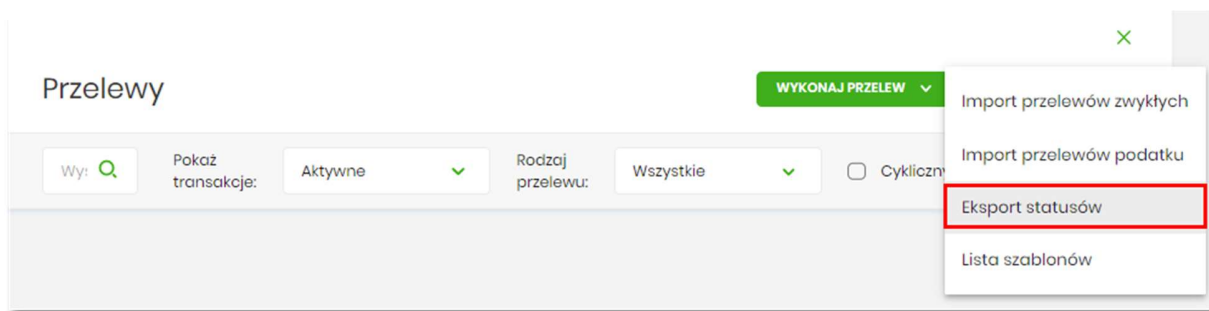 Przelewy
WYKONAJ PRZELEW
Import przelewów zwykłych
Import przelewów podatku
Eksport statusów
Lista szablonów
Pokaż
transakcje:
Aktywne
Rodzaj
przelewu:
Wszystkie